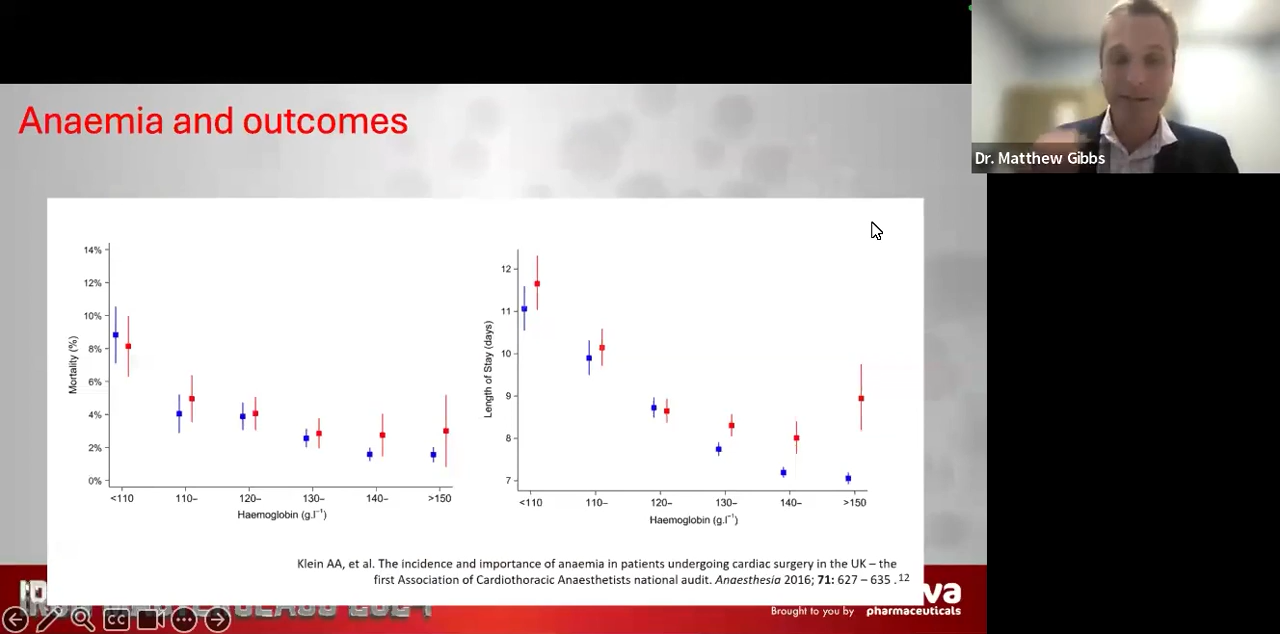 Dr. Matthew Gibbs
Anaemia and outcomes
14%
12%
10%
8%
6%
4%
2%
0%
Mortality (%)
<110 110– 120– 130– 140– >150
Haemoglobin (g.l⁻¹)
12
11
10
9
8
7
Length of Stay (days)
<110 110– 120– 130– 140– >150
Haemoglobin (g.l⁻¹)
Klein AA, et al. The incidence and importance of anaemia in patients undergoing cardiac surgery in the UK – the
first Association of Cardiothoracic Anaesthetists national audit. Anaesthesia 2016; 71: 627 – 635 . 12
Brought to you by
pharmaceuticals
CC